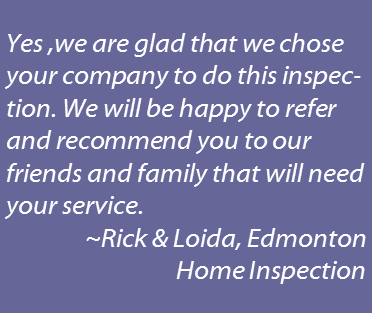 Yes ,we are glad that we chose
your company to do this inspec-
tion. We will be happy to refer
and recommend you to our
friends and family that will need
your service.
~Rick & Loida, Edmonton
Home Inspection